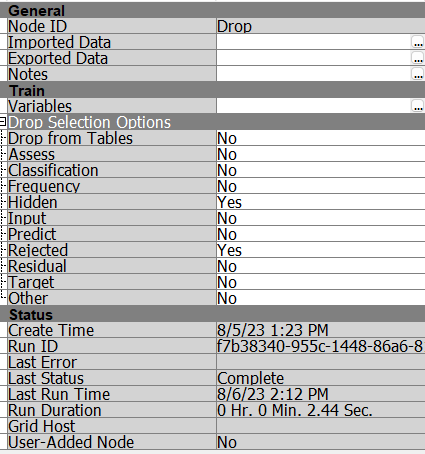 General
Node ID Drop
Imported Data ...
Exported Data ...
Notes ...
Train
Variables ...
Drop Selection Options
Drop from Tables No
Assess No
Classification No
Frequency No
Hidden Yes
Input No
Predict No
Rejected Yes
Residual No
Target No
Other No
Status
Create Time 8/5/23 1:23 PM
Run ID f7b38340-955c-1448-86a6-8
Last Error
Last Status Complete
Last Run Time 8/6/23 2:12 PM
Run Duration 0 Hr. 0 Min. 2.44 Sec.
Grid Host
User-Added Node No